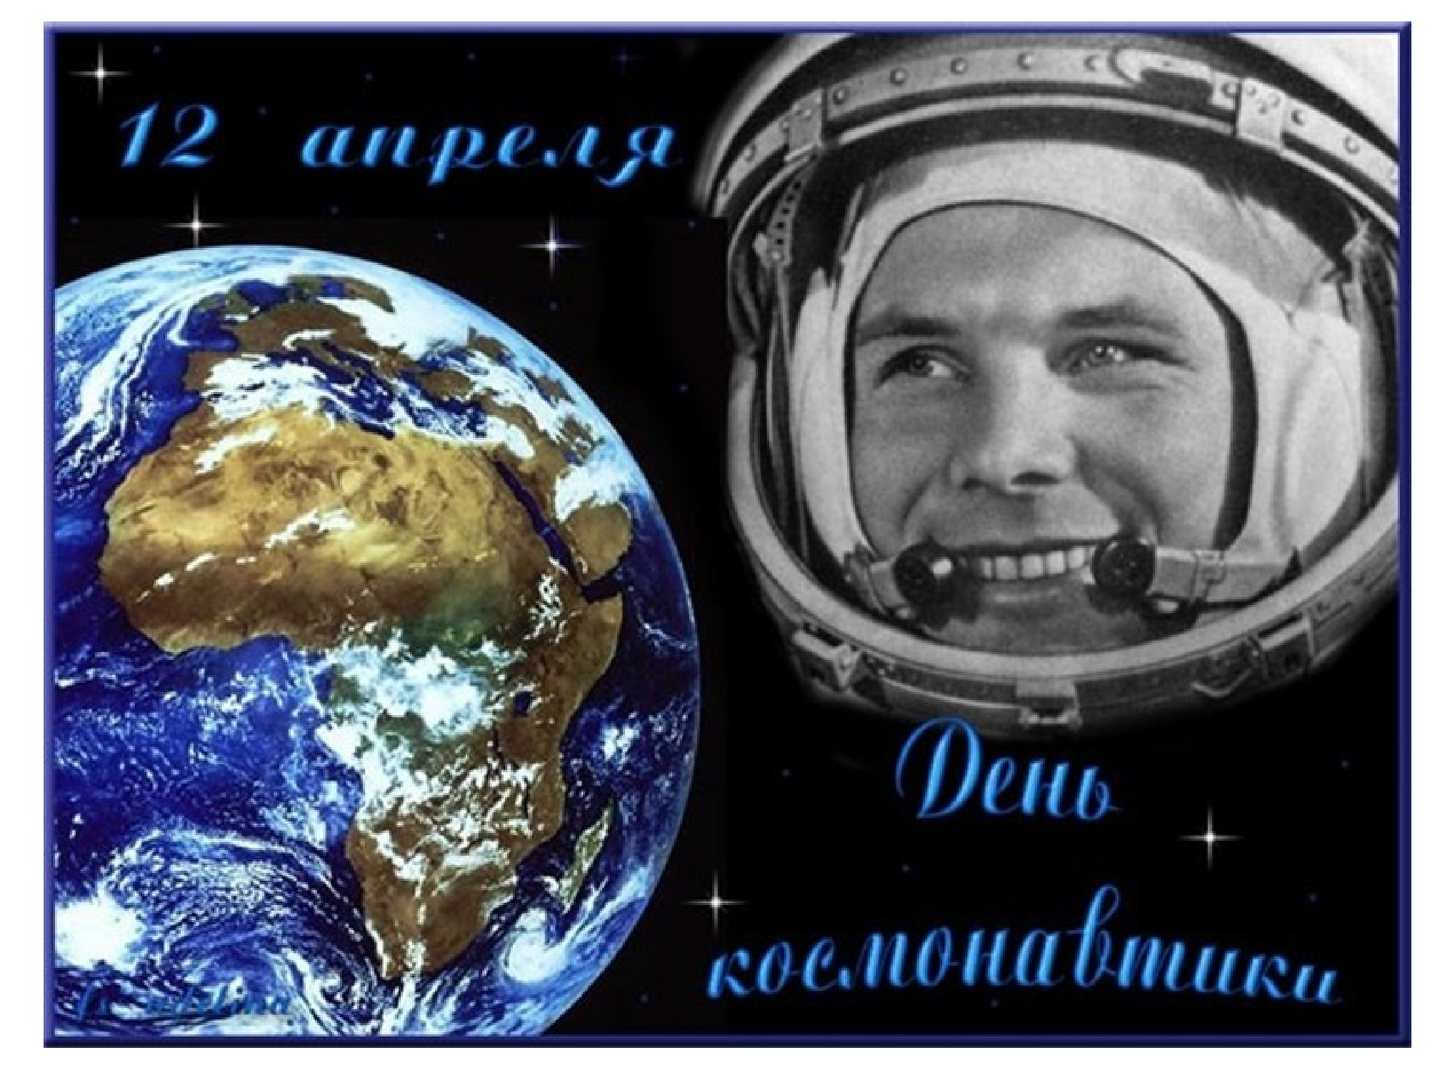 12 апреля
День
космонавтики